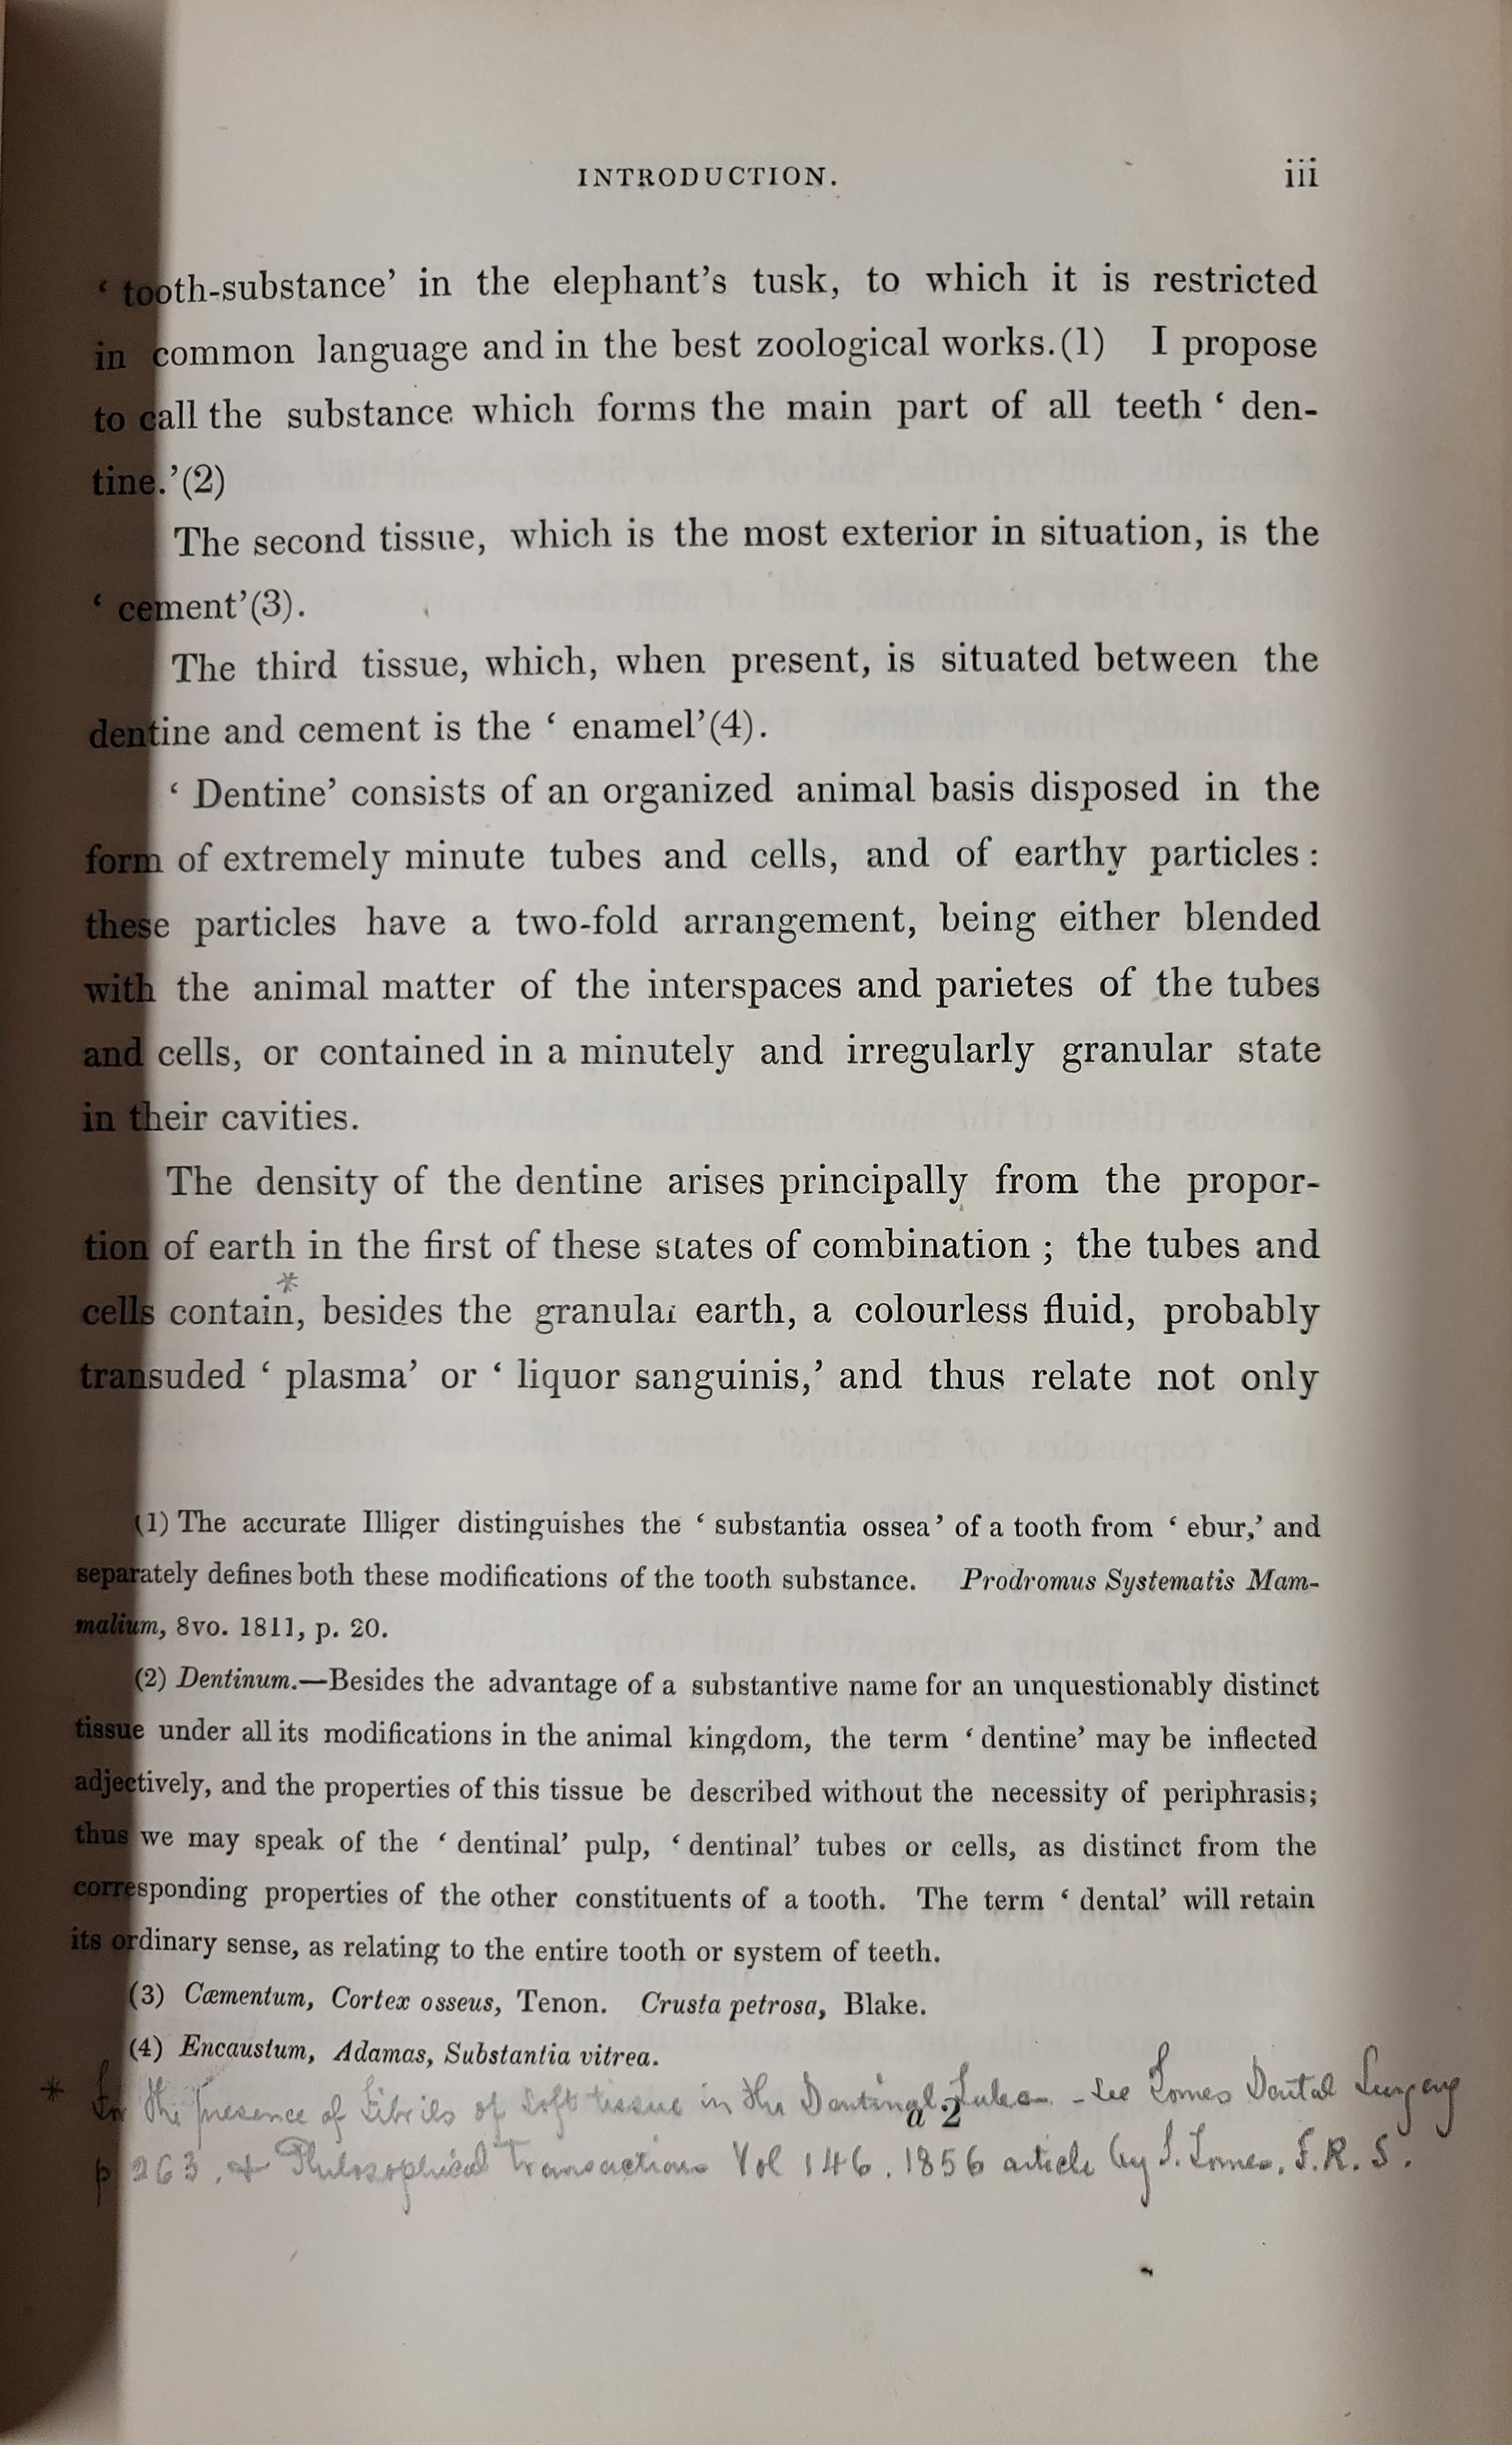 INTRODUCTION. iii
‘ tooth-substance’ in the elephant’s tusk, to which it is restricted
in common language and in the best zoological works.(1) I propose
to call the substance which forms the main part of all teeth ‘ den-
tine.’(2)
The second tissue, which is the most exterior in situation, is the
‘ cement’(3).
The third tissue, which, when present, is situated between the
dentine and cement is the ‘ enamel’(4).
‘ Dentine’ consists of an organized animal basis disposed in the
form of extremely minute tubes and cells, and of earthy particles :
these particles have a two-fold arrangement, being either blended
with the animal matter of the interspaces and parietes of the tubes
and cells, or contained in a minutely and irregularly granular state
in their cavities.
The density of the dentine arises principally from the propor-
tion of earth in the first of these states of combination ; the tubes and
*
cells contain, besides the granular earth, a colourless fluid, probably
transuded ‘ plasma’ or ‘ liquor sanguinis,’ and thus relate not only
(1) The accurate Illiger distinguishes the ‘ substantia ossea’ of a tooth from ‘ ebur,’ and
separately defines both these modifications of the tooth substance. Prodromus Systematis Mam-
malium, 8vo. 1811, p. 20.
(2) Dentinum.—Besides the advantage of a substantive name for an unquestionably distinct
tissue under all its modifications in the animal kingdom, the term ‘ dentine’ may be inflected
adjectively, and the properties of this tissue be described without the necessity of periphrasis;
thus we may speak of the ‘ dentinal’ pulp, ‘ dentinal’ tubes or cells, as distinct from the
corresponding properties of the other constituents of a tooth. The term ‘ dental’ will retain
its ordinary sense, as relating to the entire tooth or system of teeth.
(3) Cæmentum, Cortex osseus, Tenon. Crusta petrosa, Blake.
(4) Encaustum, Adamas, Substantia vitrea.
* For the presence of Fibrils of soft tissue in the Dentinal Tubes - see Tomes Dental Surgery
a 2
p 263. & Philosophical Transactions Vol 146. 1856 article by J. Tomes. F.R.S.